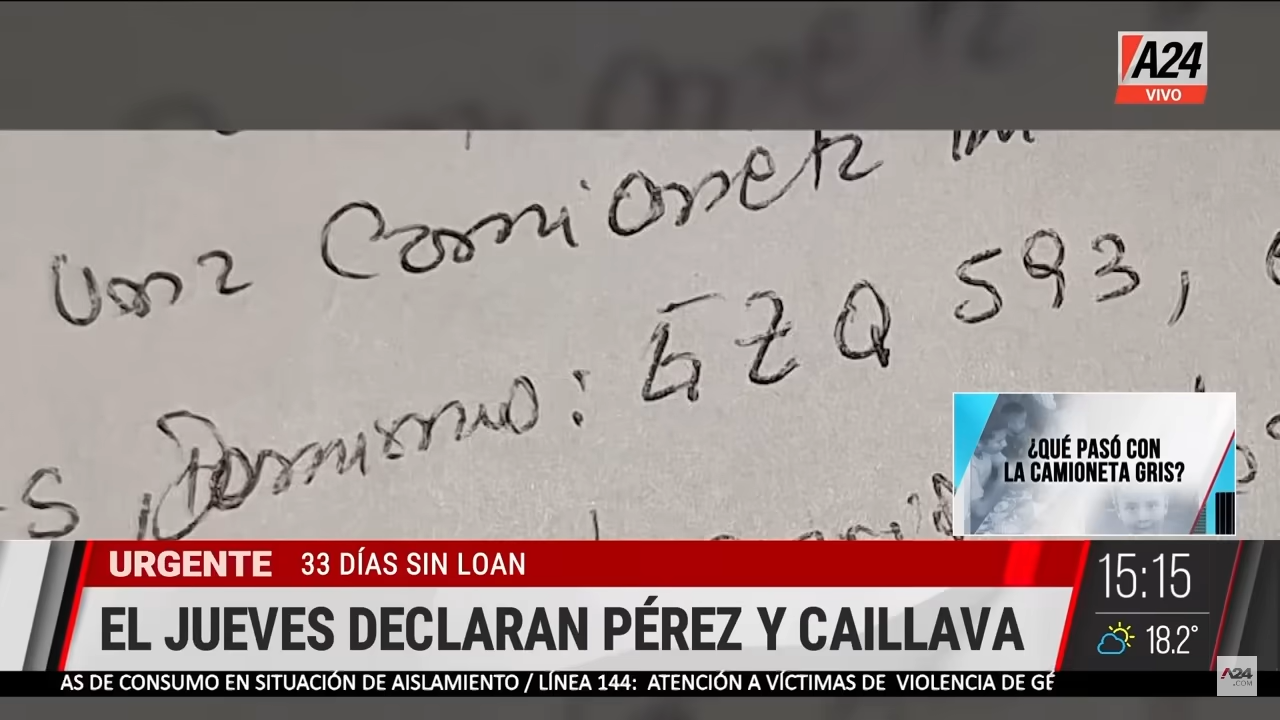 A24
VIVO
una camioneta
Dominio: EZQ 593,
¿QUÉ PASÓ CON
LA CAMIONETA GRIS?
URGENTE 33 DÍAS SIN LOAN
EL JUEVES DECLARAN PÉREZ Y CAILLAVA
15:15
18.2°
AS DE CONSUMO EN SITUACIÓN DE AISLAMIENTO / LÍNEA 144: ATENCIÓN A VÍCTIMAS DE VIOLENCIA DE GÉ
A24
.COM